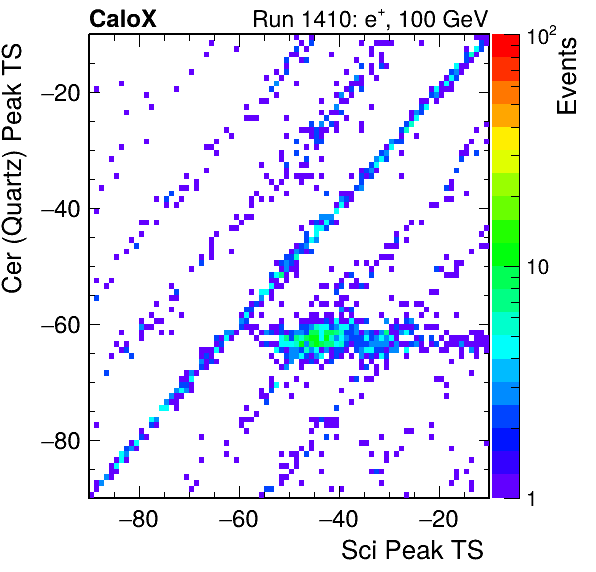 CaloX
Run 1410: e⁺, 100 GeV
Cer (Quartz) Peak TS
−20
−40
−60
−80
−80
−60
−40
−20
Sci Peak TS
10²
10
1
Events